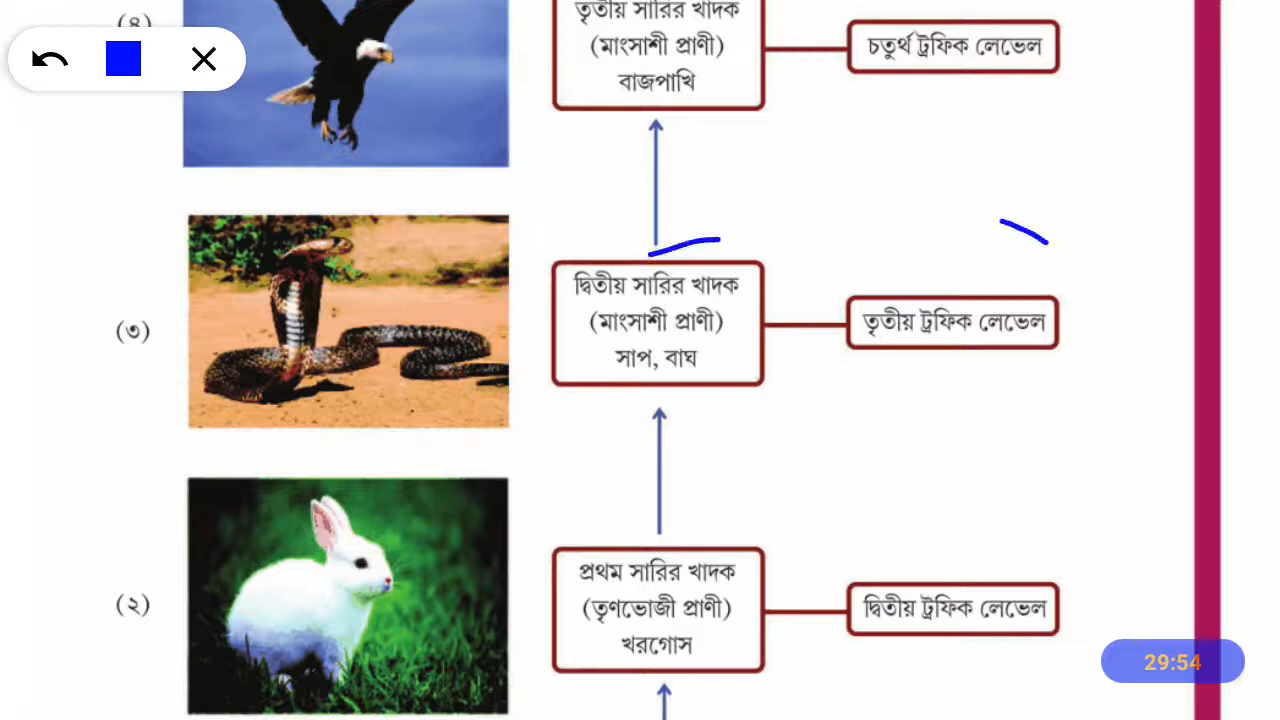 (৪)
তৃতীয় সারির খাদক
(মাংসাশী প্রাণী)
বাজপাখি
চতুর্থ ট্রফিক লেভেল
(৩)
দ্বিতীয় সারির খাদক
(মাংসাশী প্রাণী)
সাপ, বাঘ
তৃতীয় ট্রফিক লেভেল
(২)
প্রথম সারির খাদক
(তৃণভোজী প্রাণী)
খরগোস
দ্বিতীয় ট্রফিক লেভেল
29:54